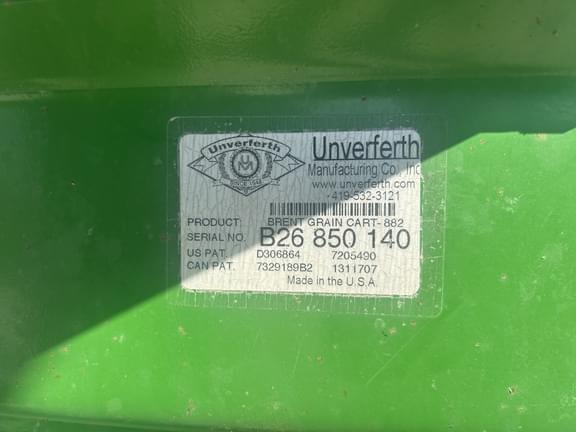 Unverferth
UM
SINCE 1948
Unverferth
Manufacturing Co., Inc
www.unverferth.com
419-532-3121
PRODUCT: BRENT GRAIN CART- 882
SERIAL NO. B26 850 140
US PAT. D306864 7205490
CAN PAT. 7329189B2 1311707
Made in the U.S.A.